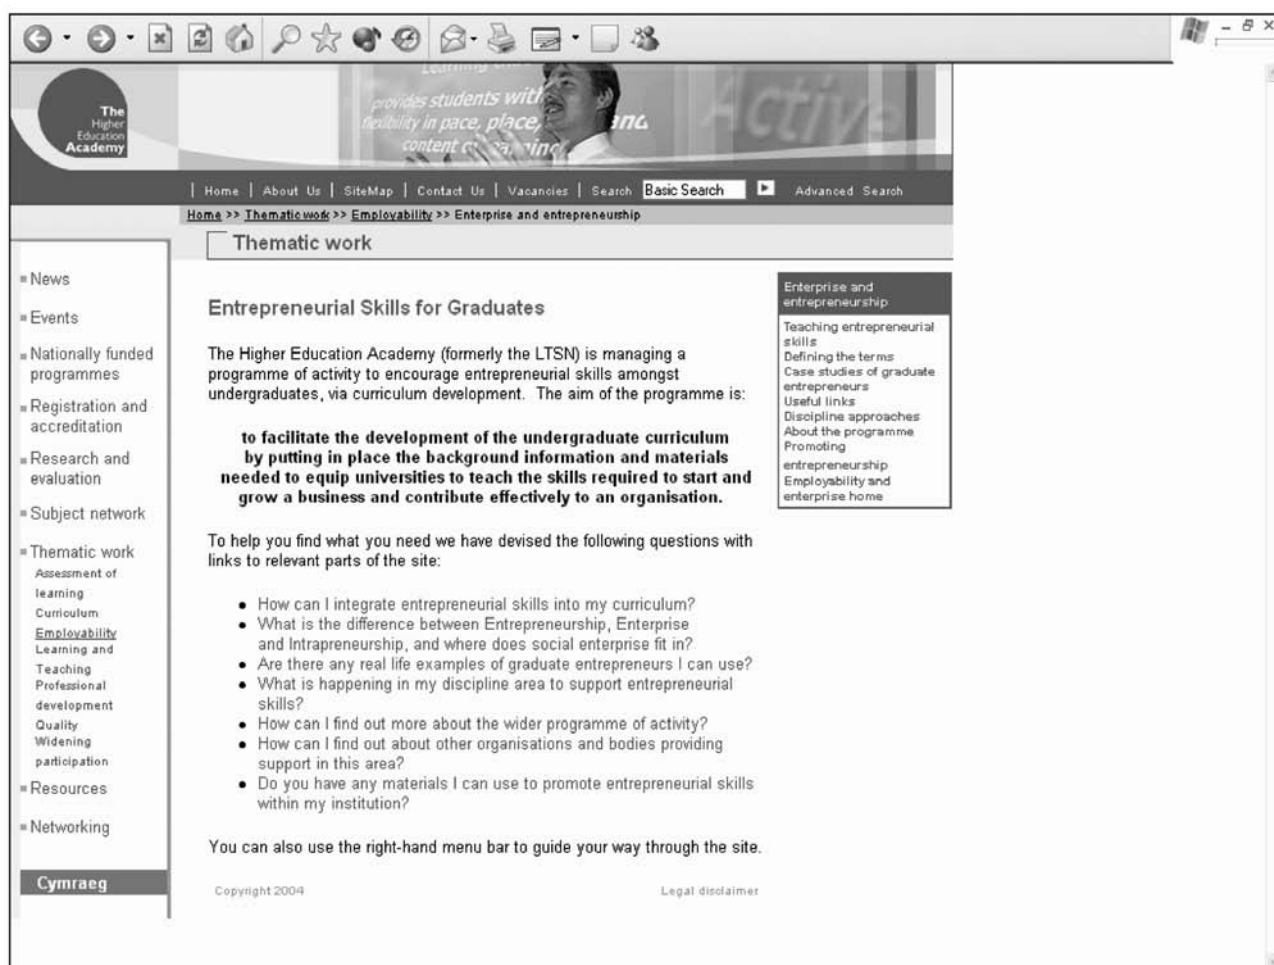 Learning
provides students with
flexibility in pace, place, and
content of learning
Active
The
Higher
Education
Academy
| Home | About Us | SiteMap | Contact Us | Vacancies | Search Basic Search Advanced Search
Home >> Thematic work >> Employability >> Enterprise and entrepreneurship
Thematic work
News
Events
Nationally funded
programmes
Registration and
accreditation
Research and
evaluation
Subject network
Thematic work
Assessment of
learning
Curriculum
Employability
Learning and
Teaching
Professional
development
Quality
Widening
participation
Resources
Networking
Cymraeg
Entrepreneurial Skills for Graduates
The Higher Education Academy (formerly the LTSN) is managing a
programme of activity to encourage entrepreneurial skills amongst
undergraduates, via curriculum development. The aim of the programme is:
to facilitate the development of the undergraduate curriculum
by putting in place the background information and materials
needed to equip universities to teach the skills required to start and
grow a business and contribute effectively to an organisation.
To help you find what you need we have devised the following questions with
links to relevant parts of the site:
• How can I integrate entrepreneurial skills into my curriculum?
• What is the difference between Entrepreneurship, Enterprise
and Intrapreneurship, and where does social enterprise fit in?
• Are there any real life examples of graduate entrepreneurs I can use?
• What is happening in my discipline area to support entrepreneurial
skills?
• How can I find out more about the wider programme of activity?
• How can I find out about other organisations and bodies providing
support in this area?
• Do you have any materials I can use to promote entrepreneurial skills
within my institution?
You can also use the right-hand menu bar to guide your way through the site.
Copyright 2004
Legal disclaimer
Enterprise and
entrepreneurship
Teaching entrepreneurial
skills
Defining the terms
Case studies of graduate
entrepreneurs
Useful links
Discipline approaches
About the programme
Promoting
entrepreneurship
Employability and
enterprise home